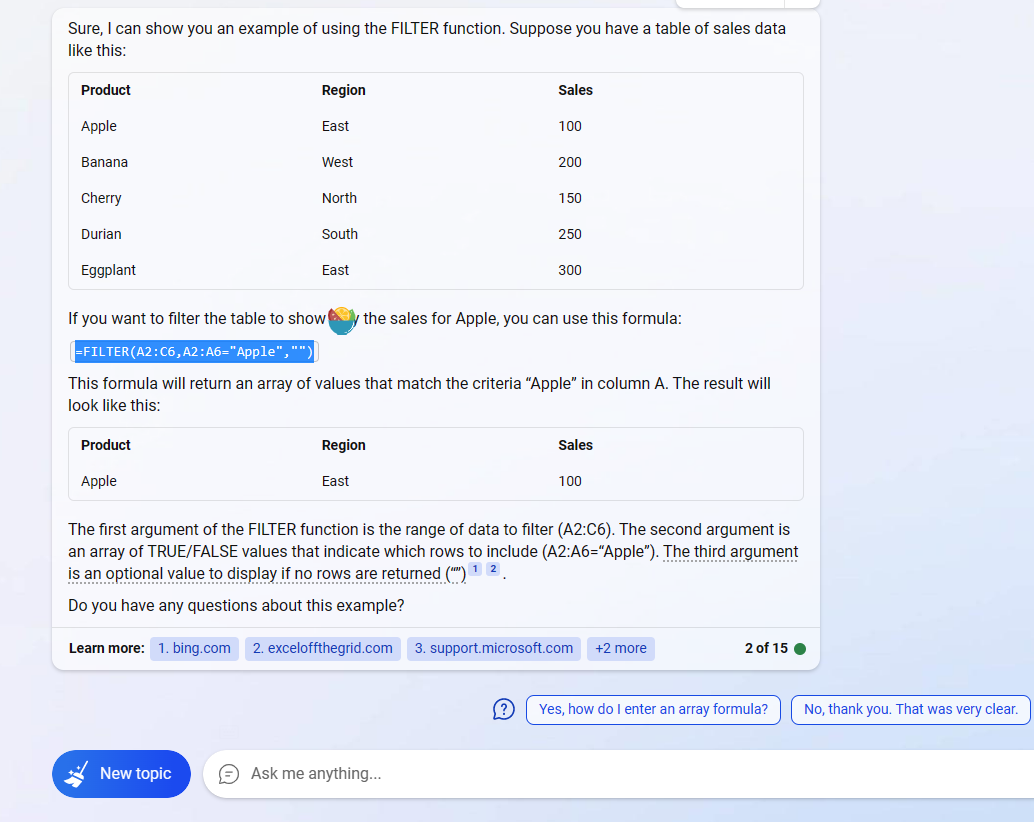 Sure, I can show you an example of using the FILTER function. Suppose you have a table of sales data
like this:
Product Region Sales
Apple East 100
Banana West 200
Cherry North 150
Durian South 250
Eggplant East 300
If you want to filter the table to show the sales for Apple, you can use this formula:
=FILTER(A2:C6,A2:A6="Apple","")
This formula will return an array of values that match the criteria “Apple” in column A. The result will
look like this:
Product Region Sales
Apple East 100
The first argument of the FILTER function is the range of data to filter (A2:C6). The second argument is
an array of TRUE/FALSE values that indicate which rows to include (A2:A6=“Apple”). The third argument
is an optional value to display if no rows are returned (“”) 1 2 .
Do you have any questions about this example?
Learn more: 1. bing.com 2. exceloffthegrid.com 3. support.microsoft.com +2 more 2 of 15
Yes, how do I enter an array formula? No, thank you. That was very clear.
New topic Ask me anything...